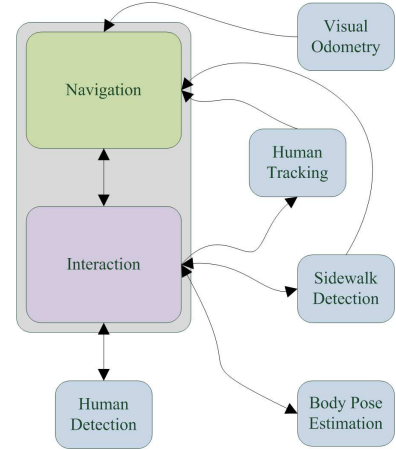 Visual
Odometry
Navigation
Human
Tracking
Interaction
Sidewalk
Detection
Human
Detection
Body Pose
Estimation